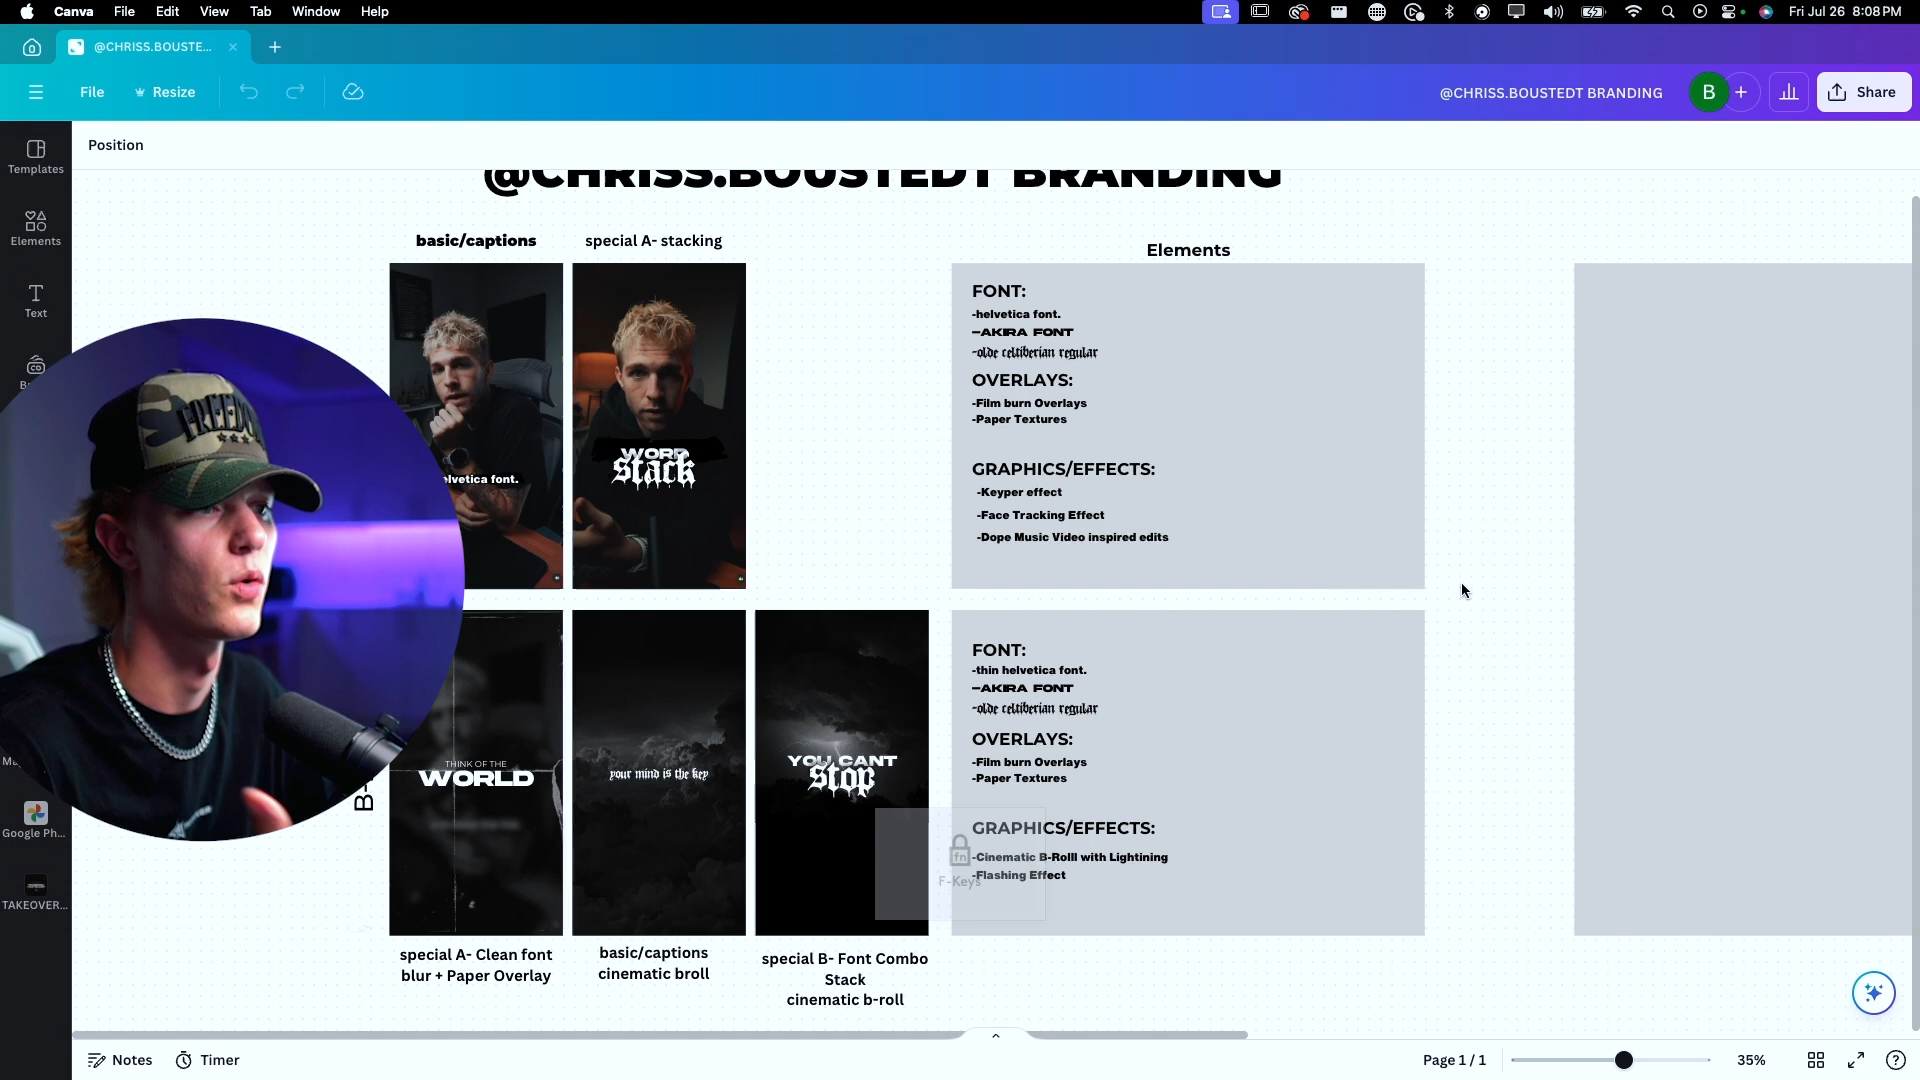 Canva File Edit View Tab Window Help
Fri Jul 26 8:08 PM
@CHRISS.BOUSTE...
File
Resize
@CHRISS.BOUSTEDT BRANDING
B
Share
Templates
Elements
Text
Position
@CHRISS.BOUSTEDT BRANDING
basic/captions
special A- stacking
Elements
FREEDOM
lvetica font.
WORD
stack
FONT:
-helvetica font.
-AKIRA FONT
-olde celtiberian regular
OVERLAYS:
-Film burn Overlays
-Paper Textures
GRAPHICS/EFFECTS:
-Keyper effect
-Face Tracking Effect
-Dope Music Video inspired edits
B-
THINK OF THE
WORLD
your mind is the key
YOU CANT
stop
FONT:
-thin helvetica font.
-AKIRA FONT
-olde celtiberian regular
OVERLAYS:
-Film burn Overlays
-Paper Textures
GRAPHICS/EFFECTS:
-Cinematic B-Rolll with Lightining
-Flashing Effect
fn
F-Keys
Google Ph...
TAKEOVER...
special A- Clean font
blur + Paper Overlay
basic/captions
cinematic broll
special B- Font Combo
Stack
cinematic b-roll
Notes
Timer
Page 1 / 1
35%